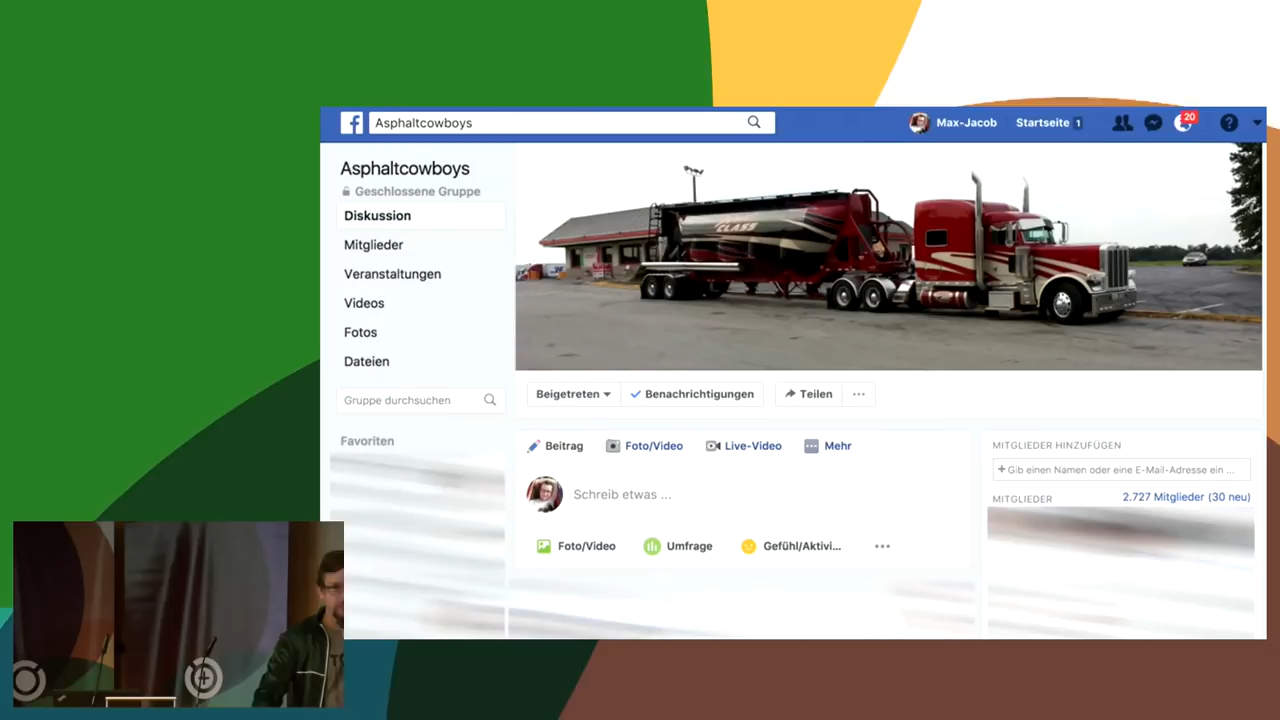 Asphaltcowboys
Max-Jacob
Startseite 1
20
Asphaltcowboys
Geschlossene Gruppe
Diskussion
Mitglieder
Veranstaltungen
Videos
Fotos
Dateien
Gruppe durchsuchen
Favoriten
CLASS
Beigetreten
Benachrichtigungen
Teilen
Beitrag
Foto/Video
Live-Video
Mehr
Schreib etwas ...
Foto/Video
Umfrage
Gefühl/Aktivi...
MITGLIEDER HINZUFÜGEN
+ Gib einen Namen oder eine E-Mail-Adresse ein ...
MITGLIEDER
2.727 Mitglieder (30 neu)